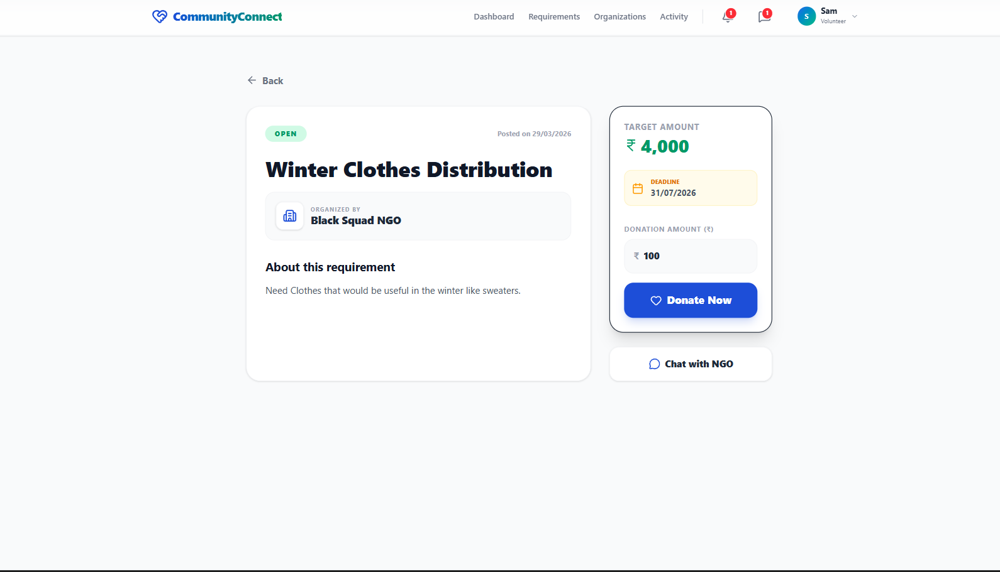 CommunityConnect
Dashboard
Requirements
Organizations
Activity
1
1
S
Sam
Volunteer
Back
OPEN
Posted on 29/03/2026
Winter Clothes Distribution
ORGANIZED BY
Black Squad NGO
About this requirement
Need Clothes that would be useful in the winter like sweaters.
TARGET AMOUNT
₹ 4,000
DEADLINE
31/07/2026
DONATION AMOUNT (₹)
₹ 100
Donate Now
Chat with NGO